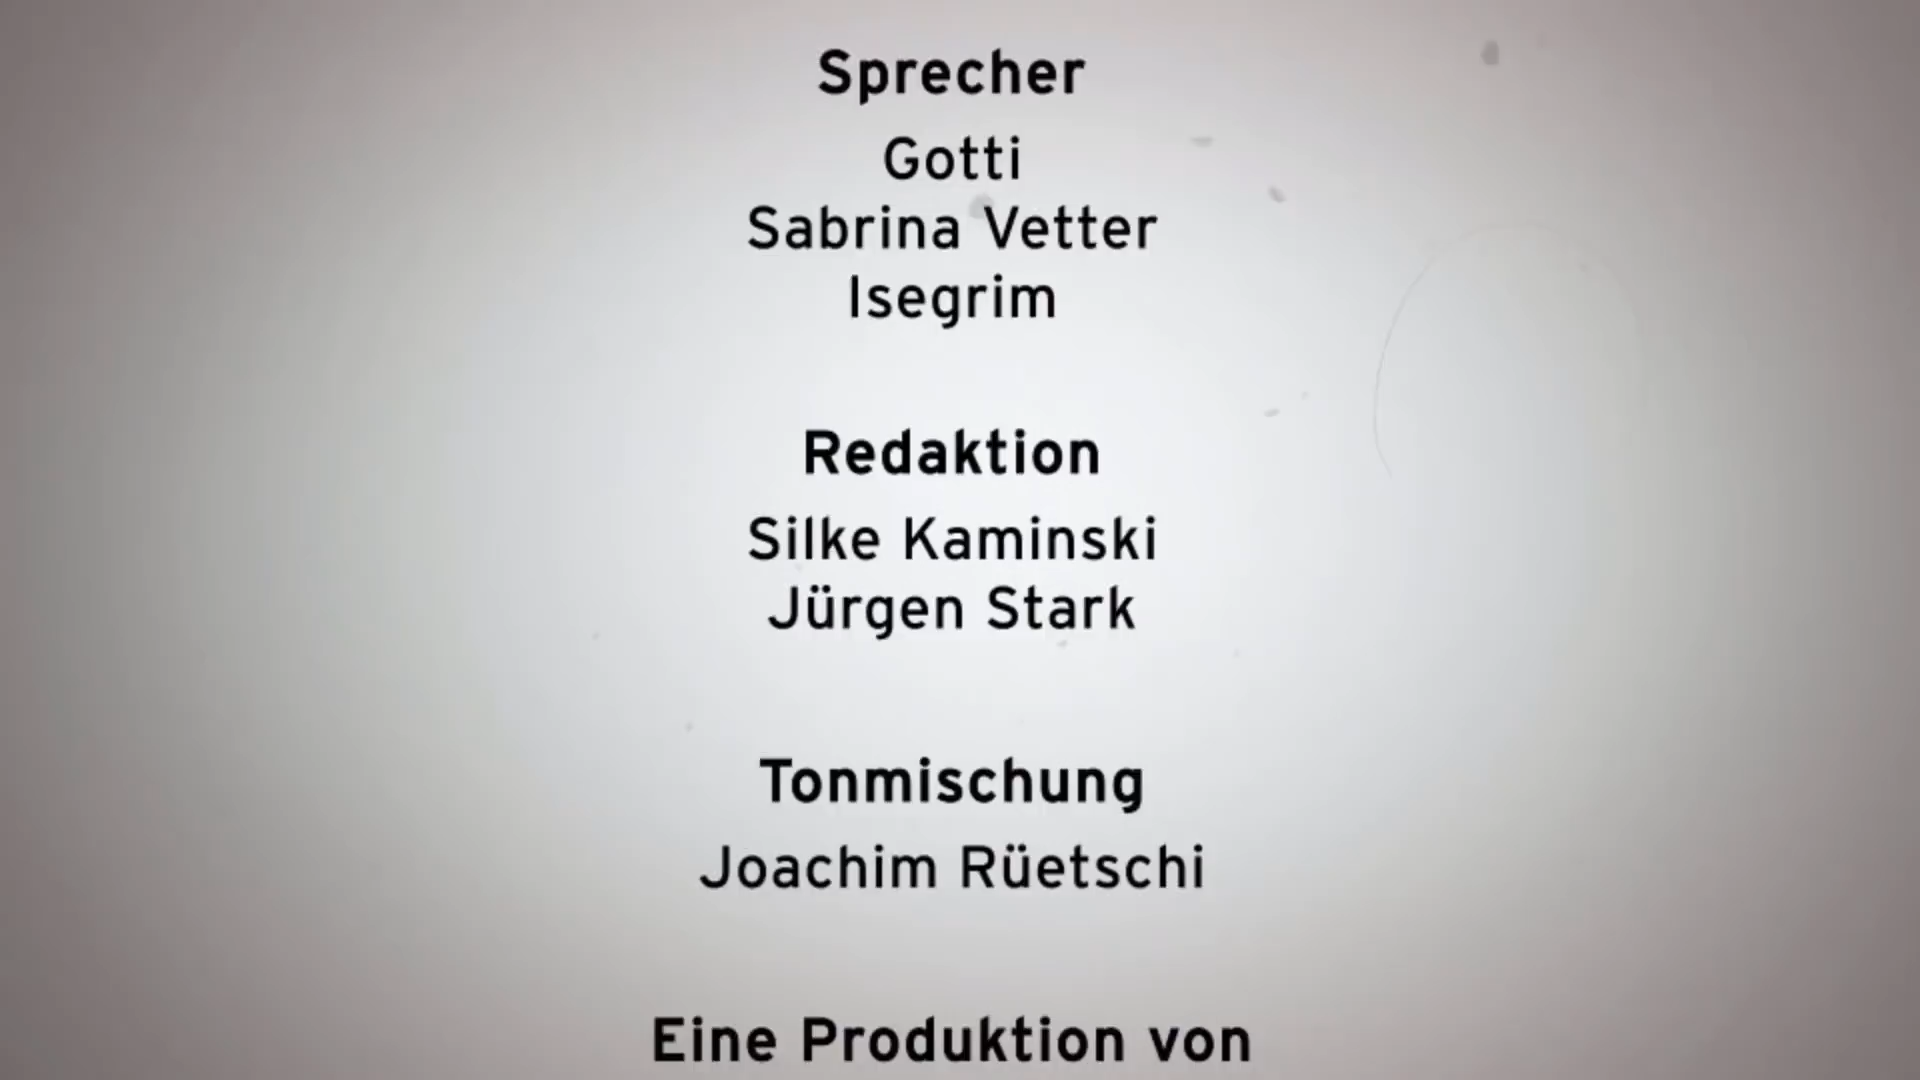 Sprecher
Gotti
Sabrina Vetter
Isegrim
Redaktion
Silke Kaminski
Jürgen Stark
Tonmischung
Joachim Rüetschi
Eine Produktion von